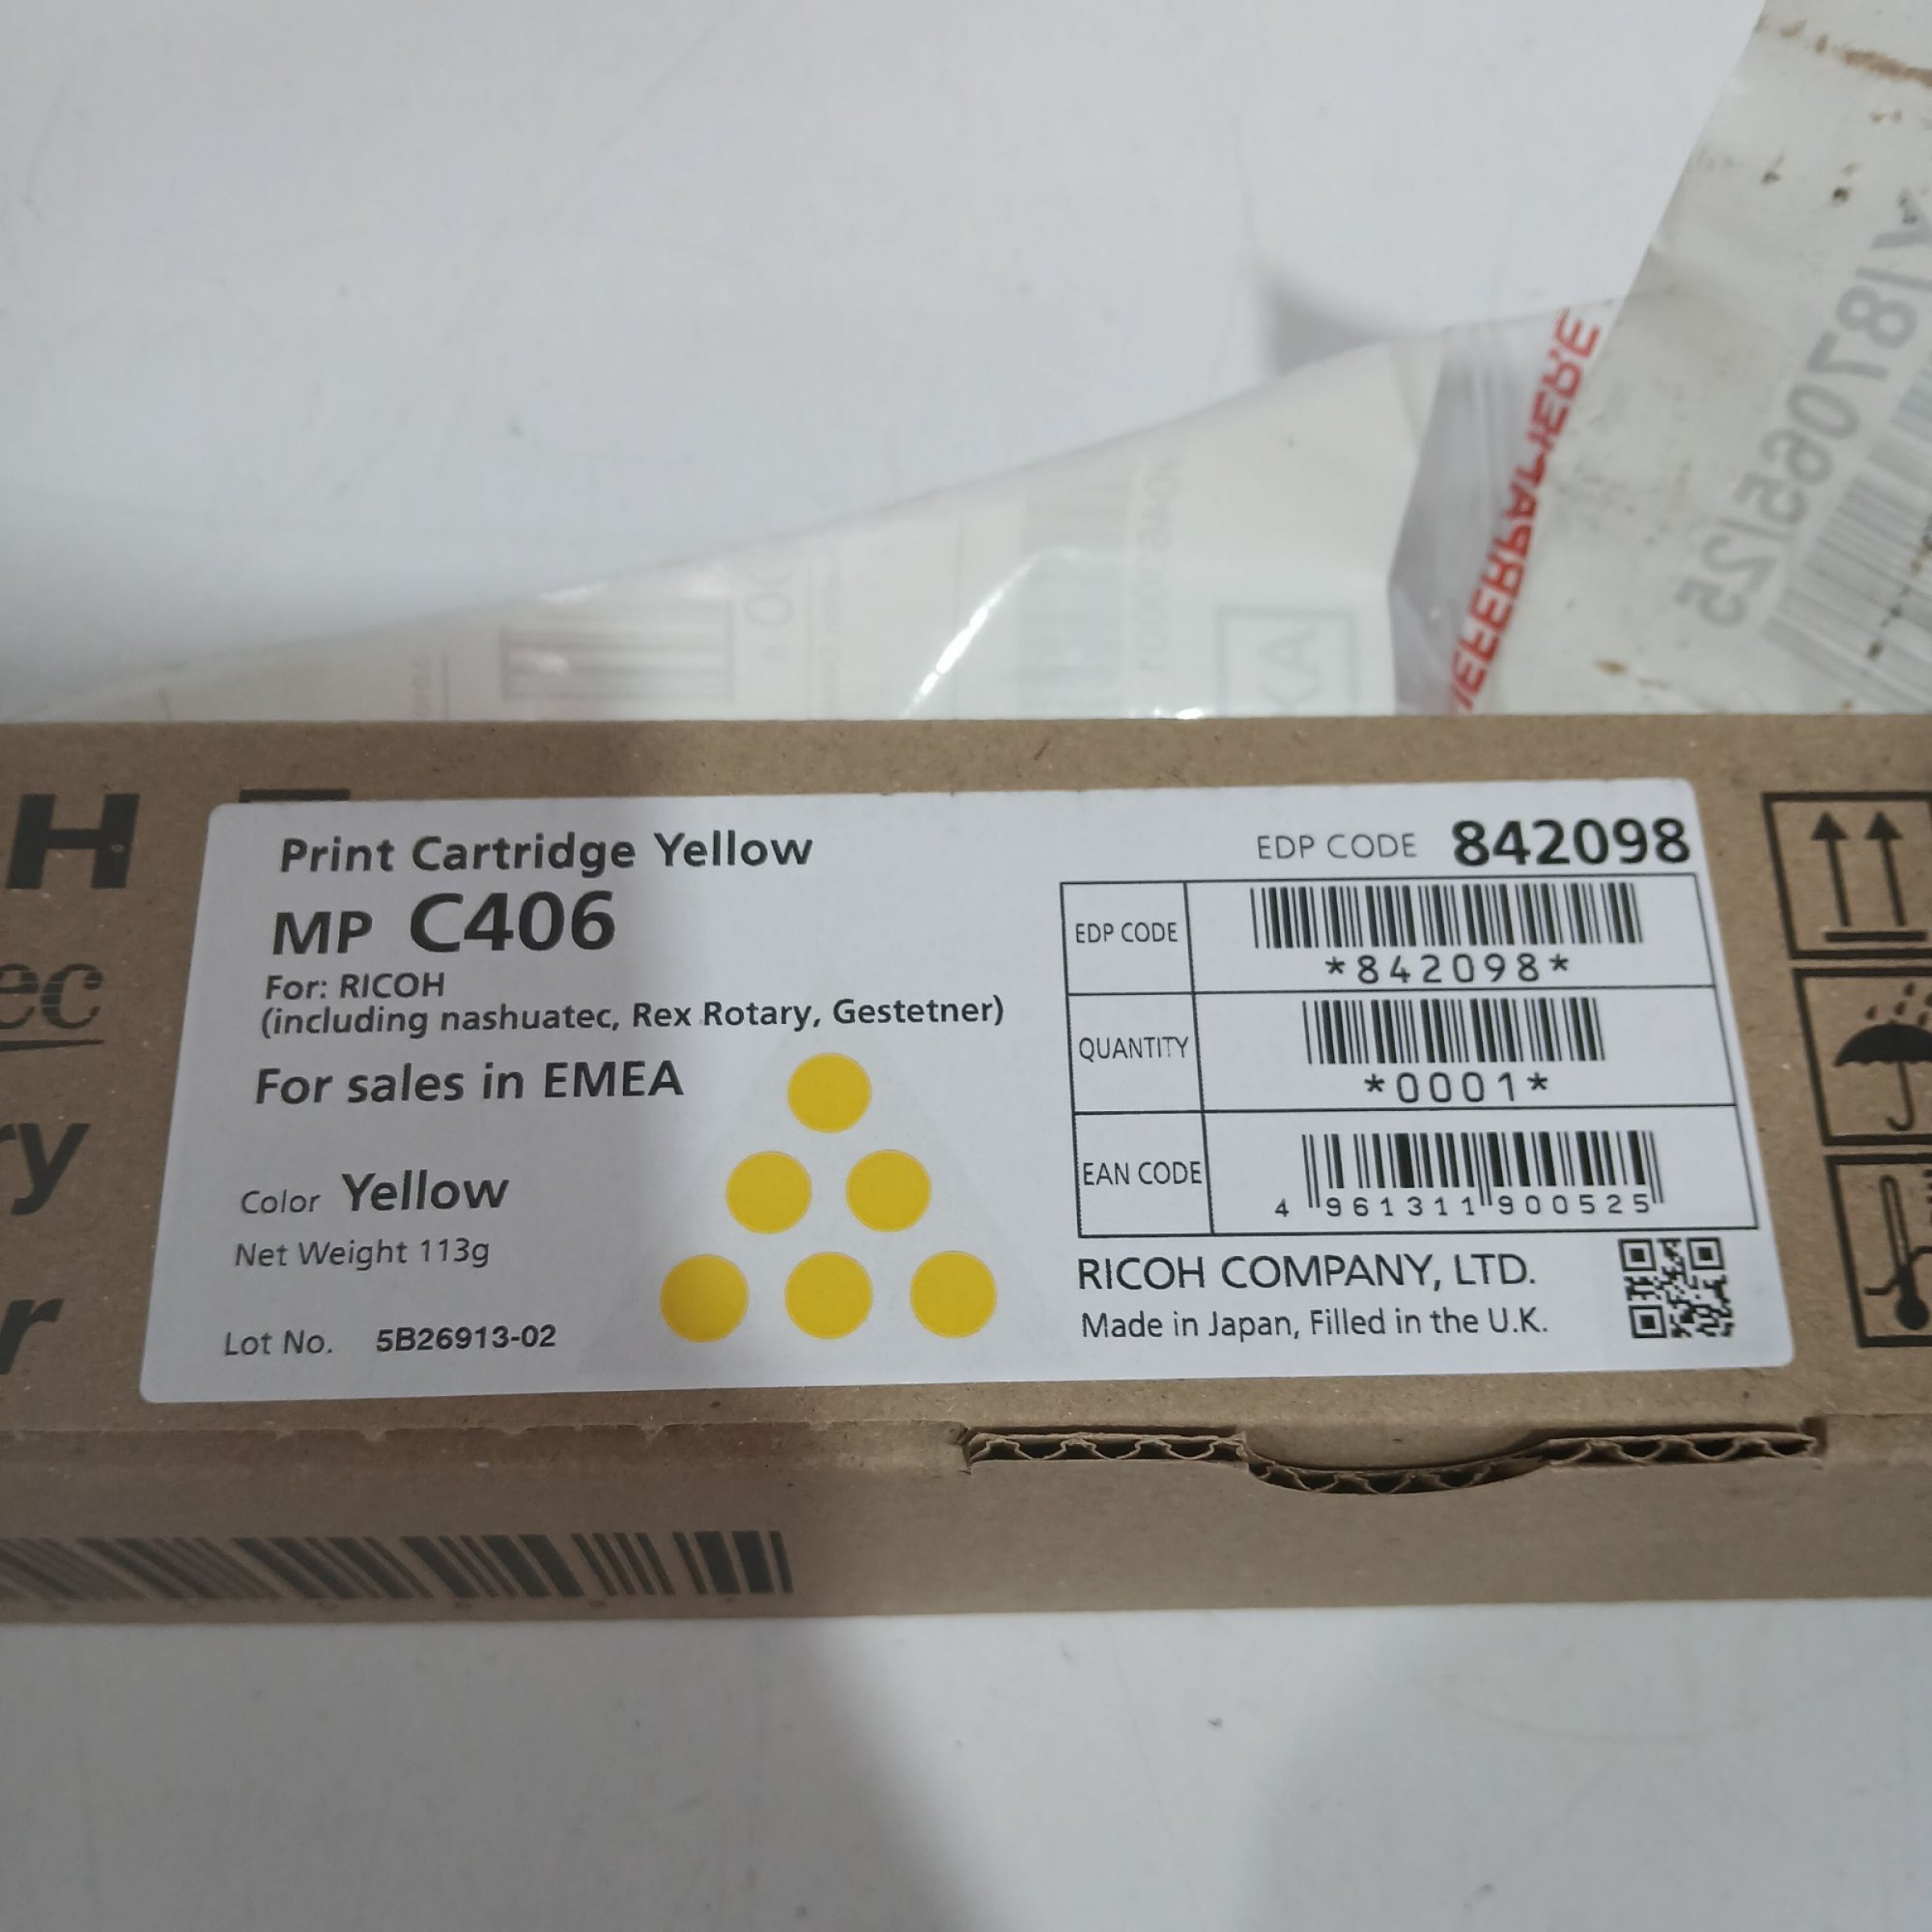 Print Cartridge Yellow
MP C406
For: RICOH
(including nashuatec, Rex Rotary, Gestetner)
For sales in EMEA
Color Yellow
Net Weight 113g
Lot No. 5B26913-02
EDP CODE 842098
EDP CODE
*842098*
QUANTITY
*0001*
EAN CODE
4 961311 900525
RICOH COMPANY, LTD.
Made in Japan, Filled in the U.K.
H
ec
ry
r